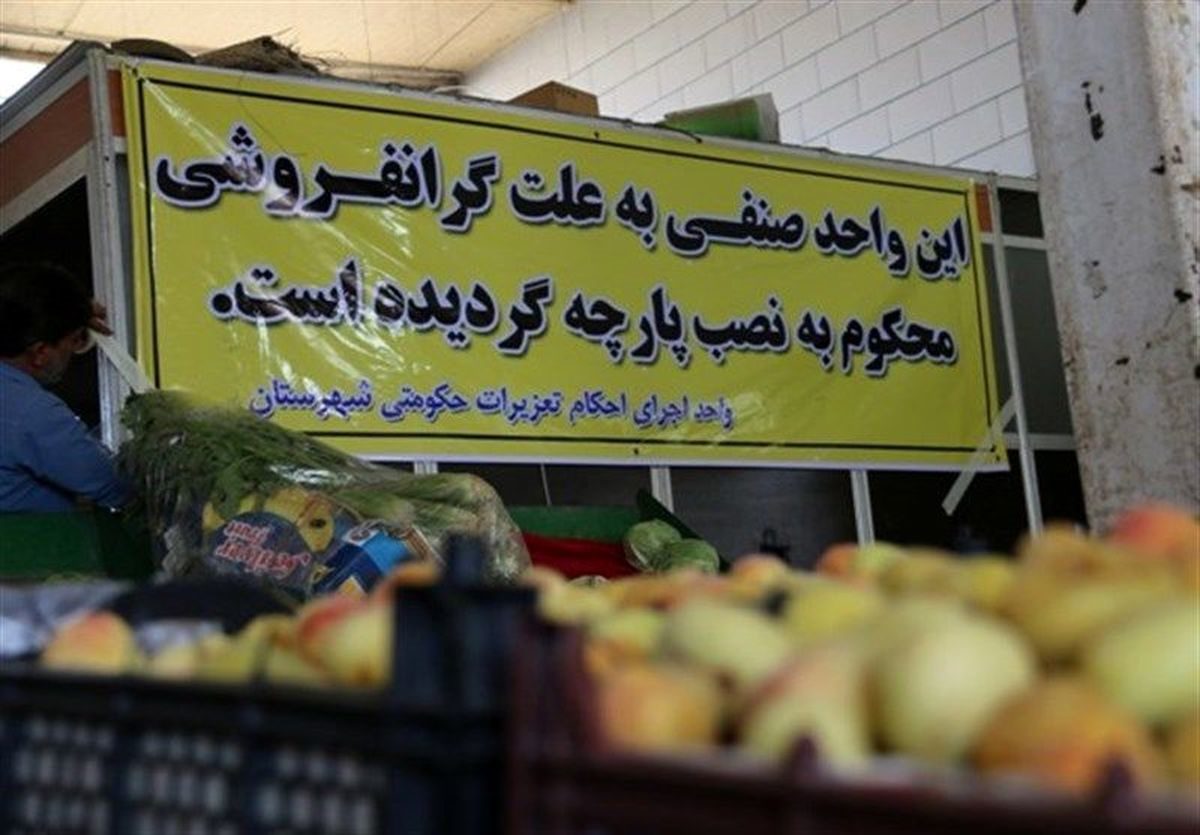 این واحد صنفی به علت گرانفروشی
محکوم به نصب پارچه گردیده است.
واحد اجرای احکام تعزیرات حکومتی شهرستان